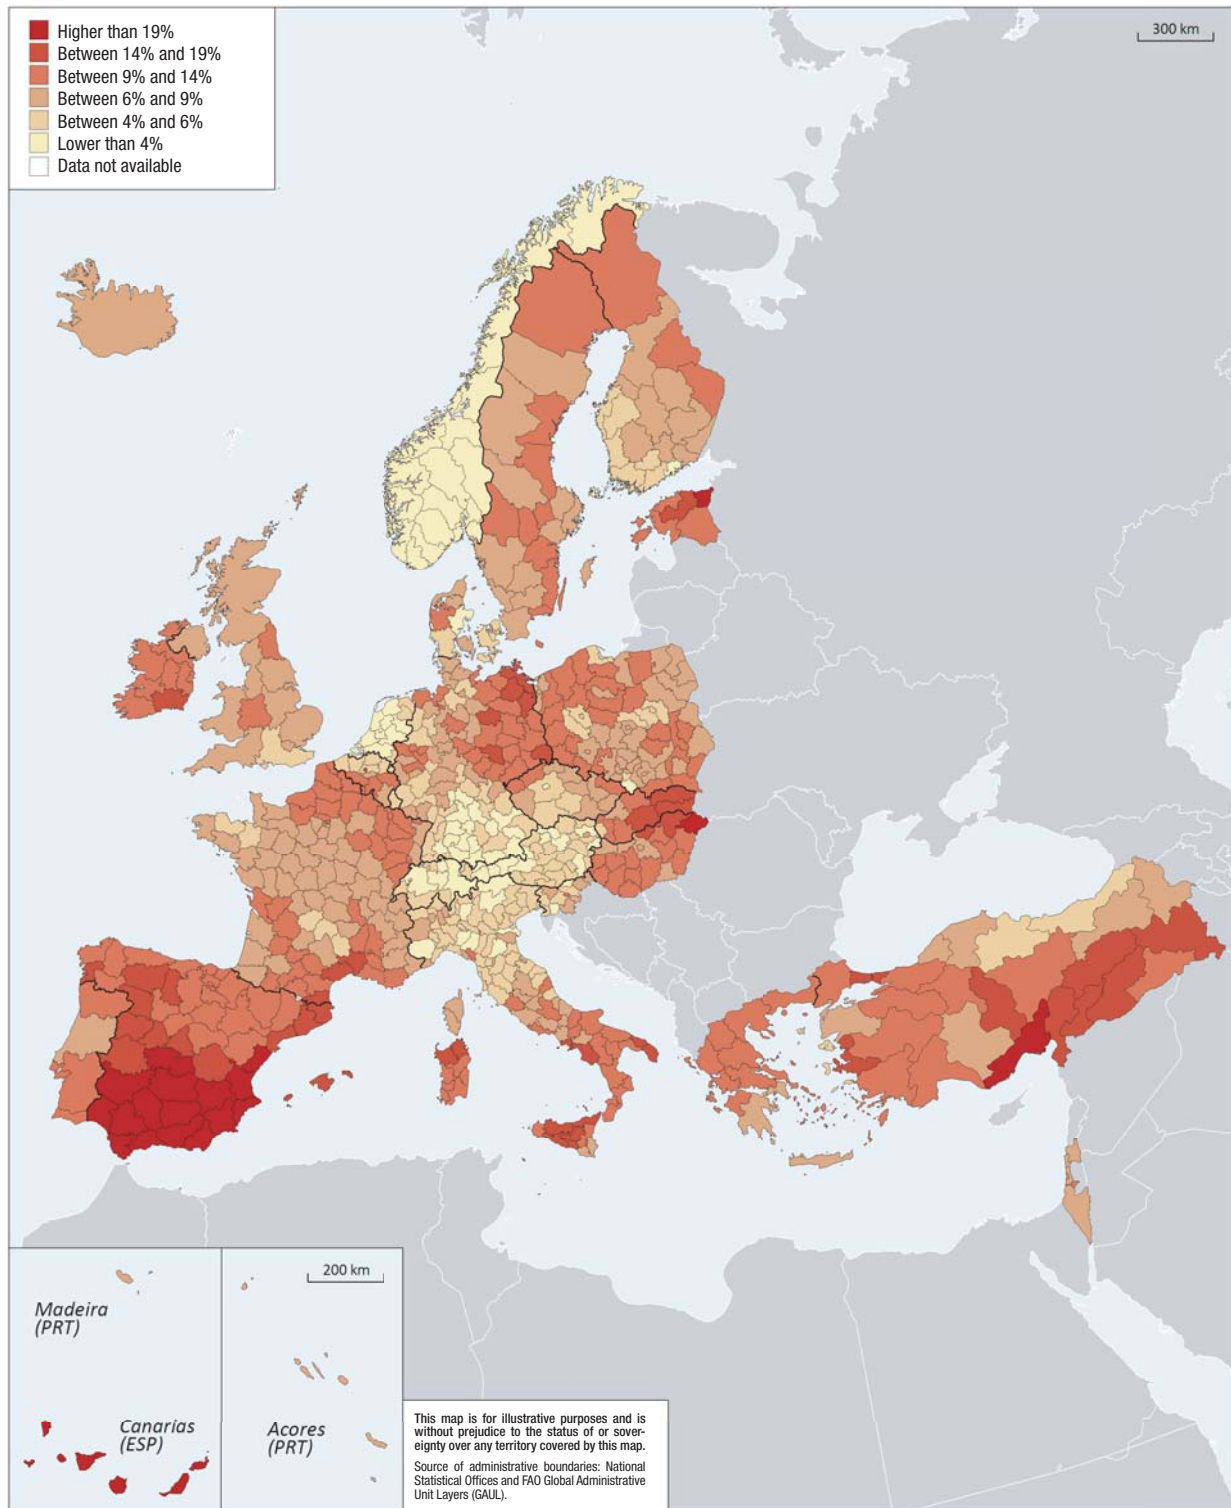 Higher than 19%
Between 14% and 19%
Between 9% and 14%
Between 6% and 9%
Between 4% and 6%
Lower than 4%
Data not available
300 km
200 km
Madeira
(PRT)
Canarias
(ESP)
Acores
(PRT)
This map is for illustrative purposes and is
without prejudice to the status of or sover-
eignty over any territory covered by this map.
Source of administrative boundaries: National
Statistical Offices and FAO Global Administrative
Unit Layers (GAUL).